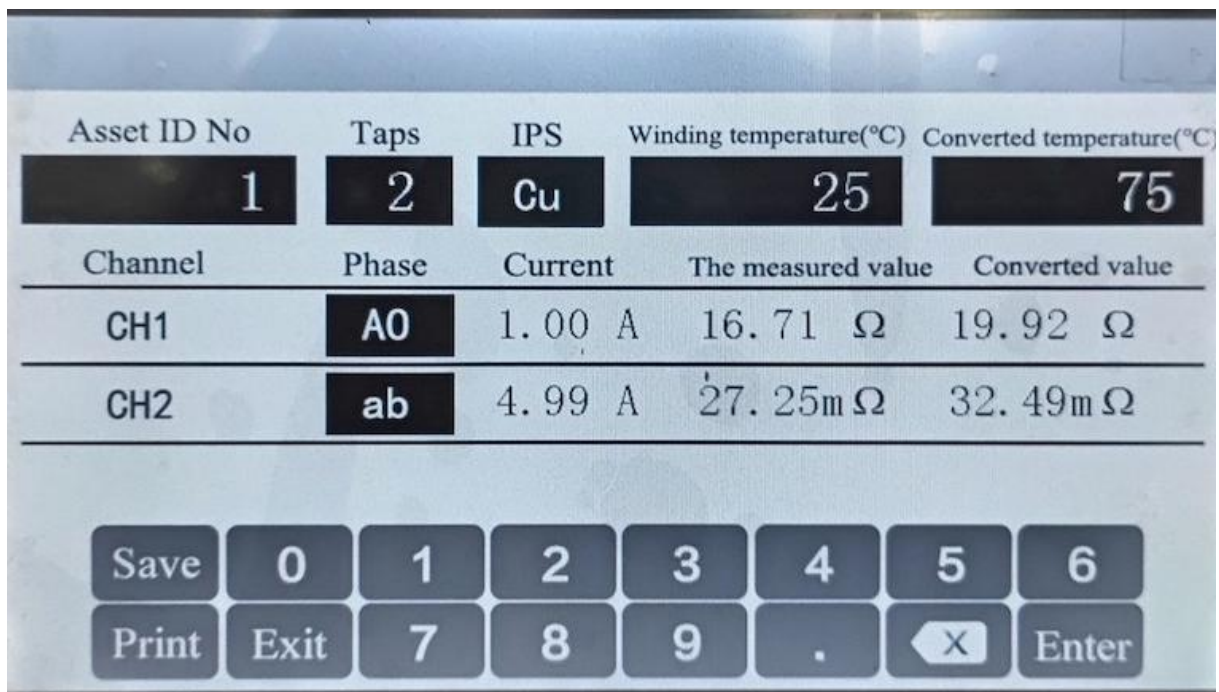 Asset ID No Taps IPS Winding temperature(℃) Converted temperature(℃)
1 2 Cu 25 75
Channel Phase Current The measured value Converted value
CH1 AO 1.00 A 16.71 Ω 19.92 Ω
CH2 ab 4.99 A 27.25mΩ 32.49mΩ
Save 0 1 2 3 4 5 6
Print Exit 7 8 9 . X Enter